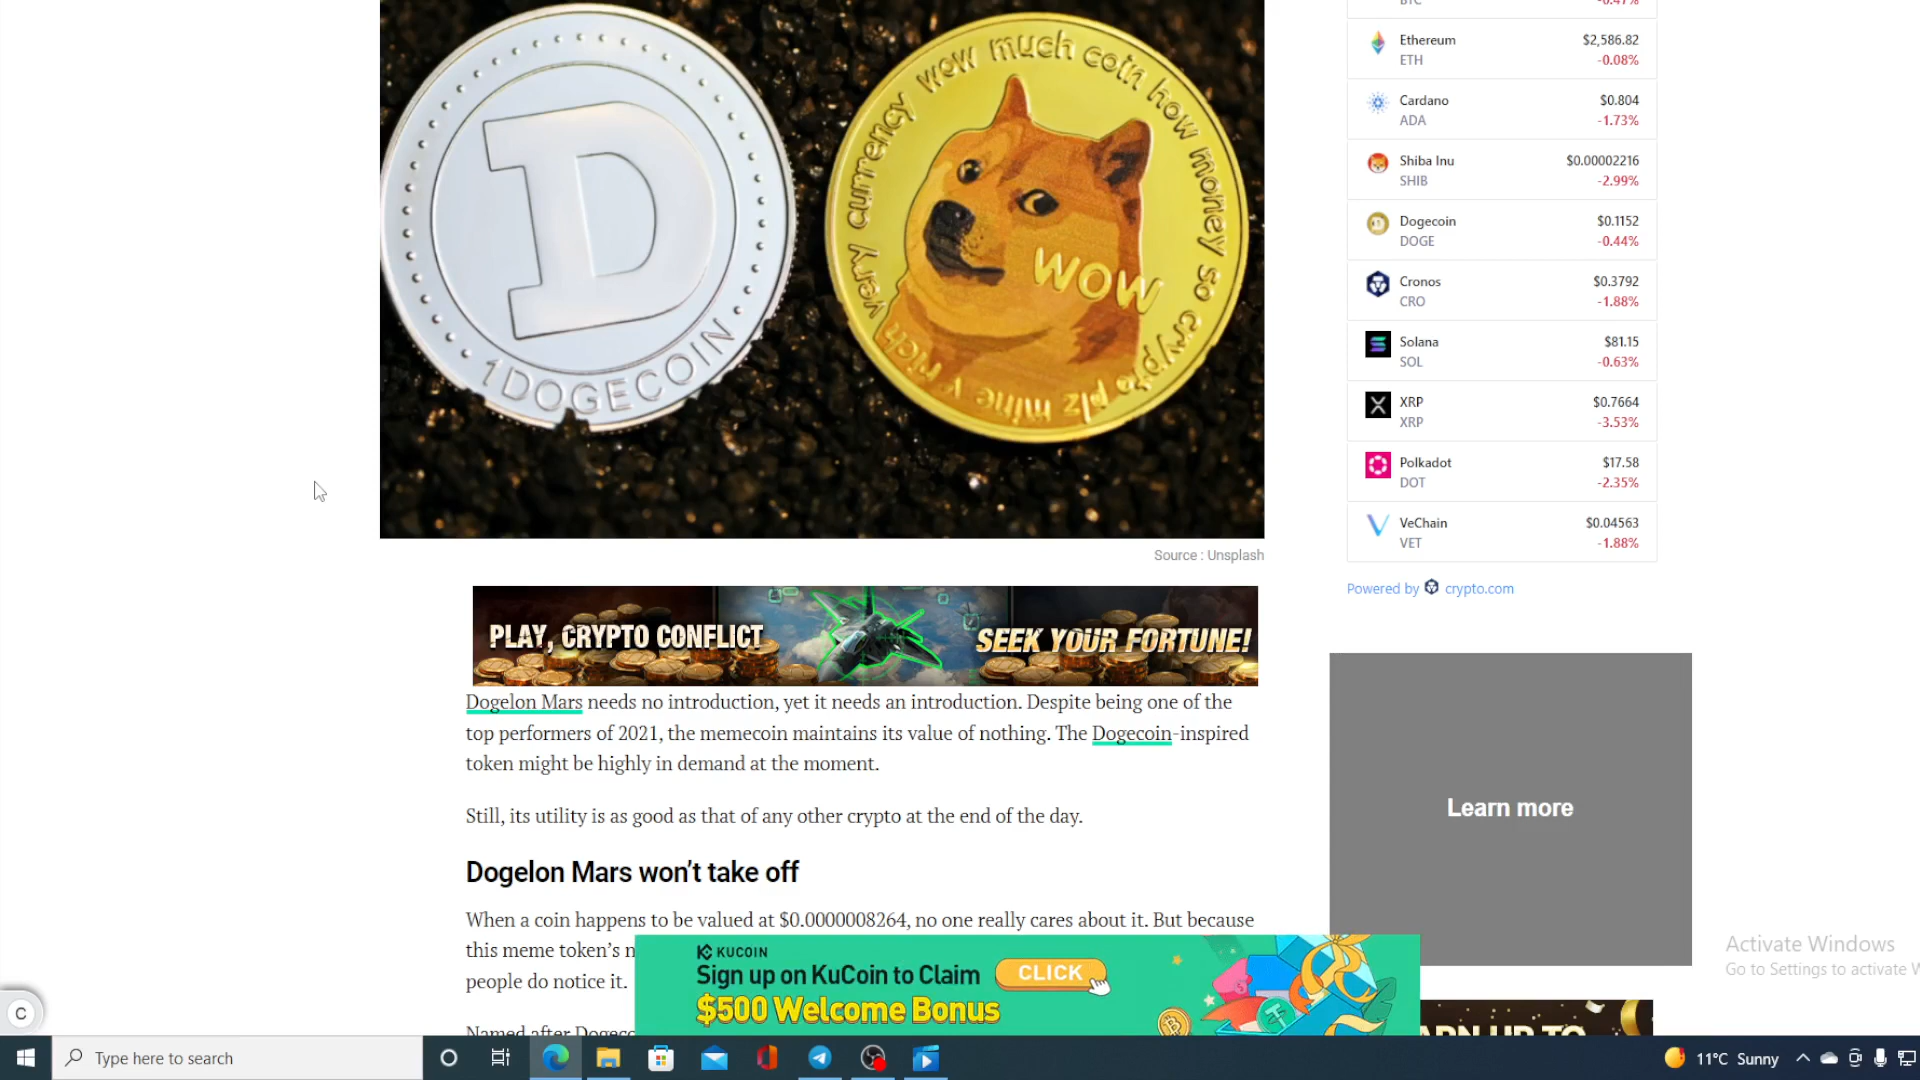 BTC
-0.47%
Ethereum
$2,586.82
ETH
-0.08%
Cardano
$0.804
ADA
-1.73%
Shiba Inu
$0.00002216
SHIB
-2.99%
Dogecoin
$0.1152
DOGE
-0.44%
Cronos
$0.3792
CRO
-1.88%
Solana
$81.15
SOL
-0.63%
XRP
$0.7664
XRP
-3.53%
Polkadot
$17.58
DOT
-2.35%
VeChain
$0.04563
VET
-1.88%
Powered by crypto.com
D
1 DOGECOIN
very currency wow much coin how money so crypto plz mine v rich
WOW
Source : Unsplash
PLAY, CRYPTO CONFLICT
SEEK YOUR FORTUNE!
Dogelon Mars needs no introduction, yet it needs an introduction. Despite being one of the
top performers of 2021, the memecoin maintains its value of nothing. The Dogecoin-inspired
token might be highly in demand at the moment.
Still, its utility is as good as that of any other crypto at the end of the day.
Dogelon Mars won't take off
When a coin happens to be valued at $0.0000008264, no one really cares about it. But because
this meme token's n
people do notice it.
Named after Dogeco
KUCOIN
Sign up on KuCoin to Claim
$500 Welcome Bonus
CLICK
Learn more
Activate Windows
Go to Settings to activate W
C
Type here to search
11°C Sunny